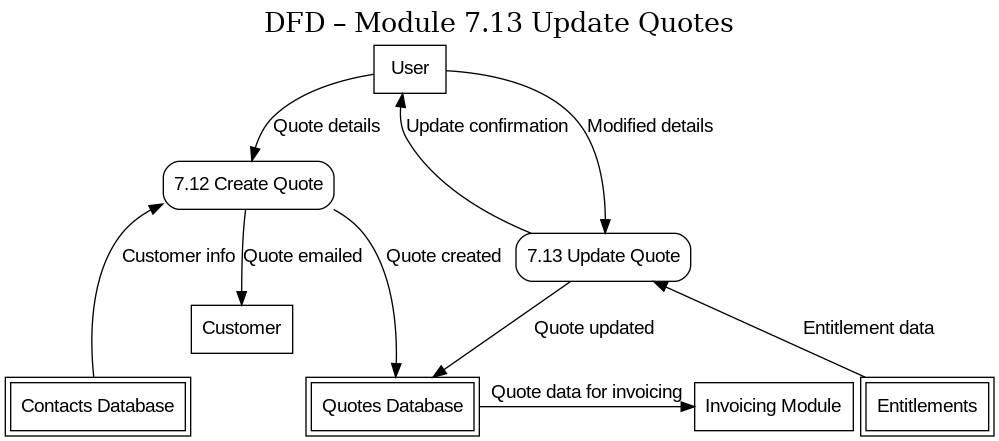 DFD – Module 7.13 Update Quotes
User
Quote details
Update confirmation
Modified details
7.12 Create Quote
7.13 Update Quote
Customer info
Quote emailed
Quote created
Customer
Quote updated
Entitlement data
Contacts Database
Quotes Database
Quote data for invoicing
Invoicing Module
Entitlements